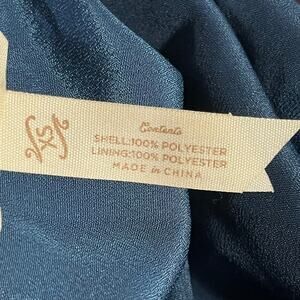 XS
Contents
SHELL:100% POLYESTER
LINING:100% POLYESTER
MADE in CHINA